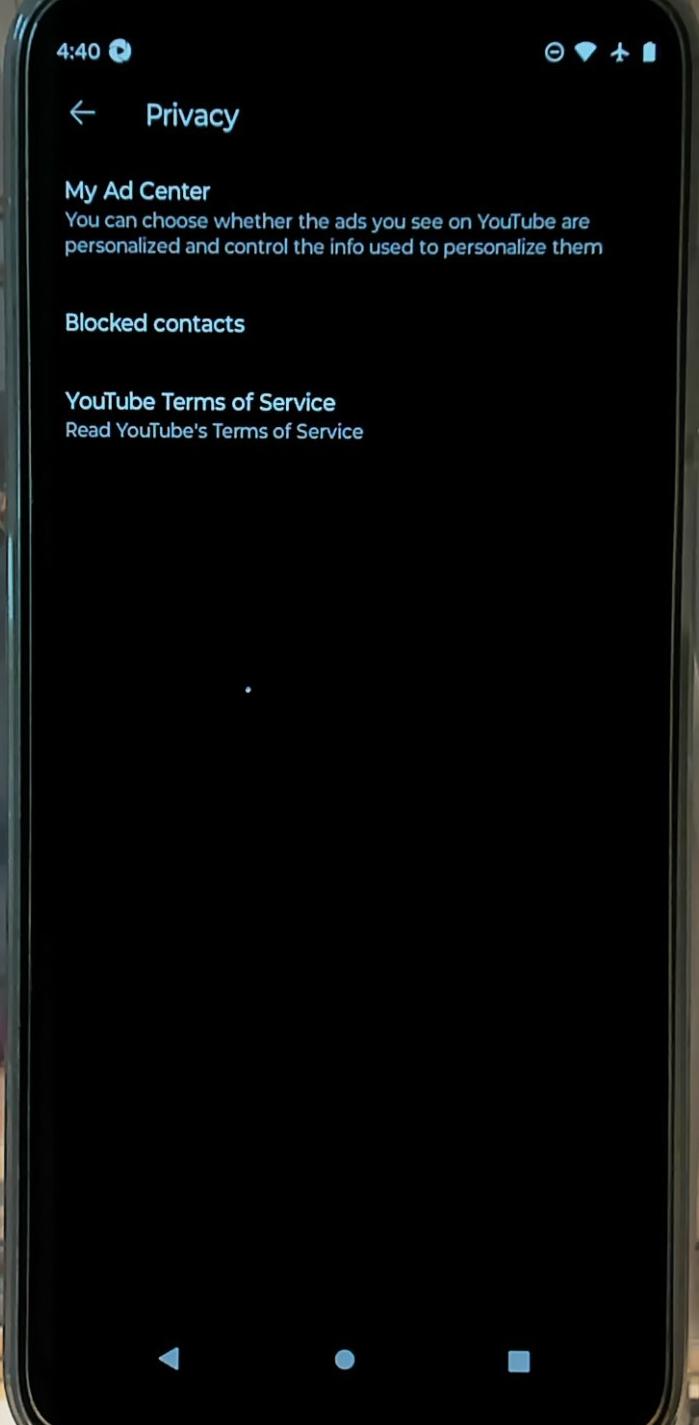 4:40
Privacy
My Ad Center
You can choose whether the ads you see on YouTube are
personalized and control the info used to personalize them
Blocked contacts
YouTube Terms of Service
Read YouTube's Terms of Service